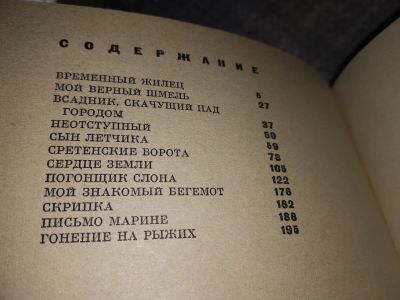 СОДЕРЖАНИЕ
ВРЕМЕННЫЙ ЖИЛЕЦ 5
МОЙ ВЕРНЫЙ ШМЕЛЬ 27
ВСАДНИК, СКАЧУЩИЙ НАД
ГОРОДОМ 37
НЕОТСТУПНЫЙ 50
СЫН ЛЕТЧИКА 59
СРЕТЕНСКИЕ ВОРОТА 78
СЕРДЦЕ ЗЕМЛИ 105
ПОГОНЩИК СЛОНА 122
МОЙ ЗНАКОМЫЙ БЕГЕМОТ 176
СКРИПКА 182
ПИСЬМО МАРИНЕ 188
ГОНЕНИЕ НА РЫЖИХ 195